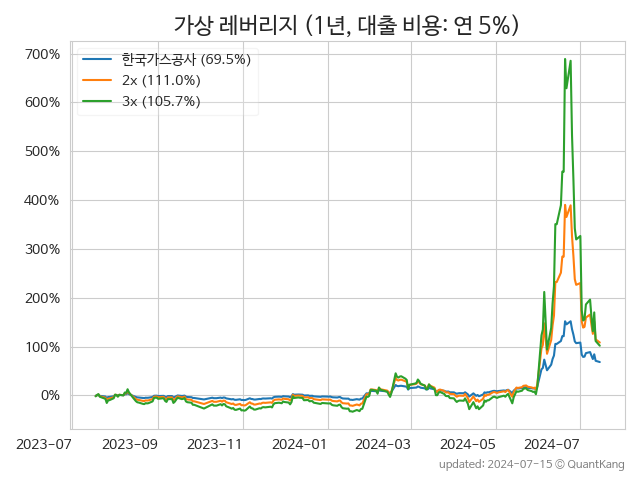 가상 레버리지 (1년, 대출 비용: 연 5%)
한국가스공사 (69.5%)
2x (111.0%)
3x (105.7%)
700%
600%
500%
400%
300%
200%
100%
0%
2023-07 2023-09 2023-11 2024-01 2024-03 2024-05 2024-07
updated: 2024-07-15 © QuantKang